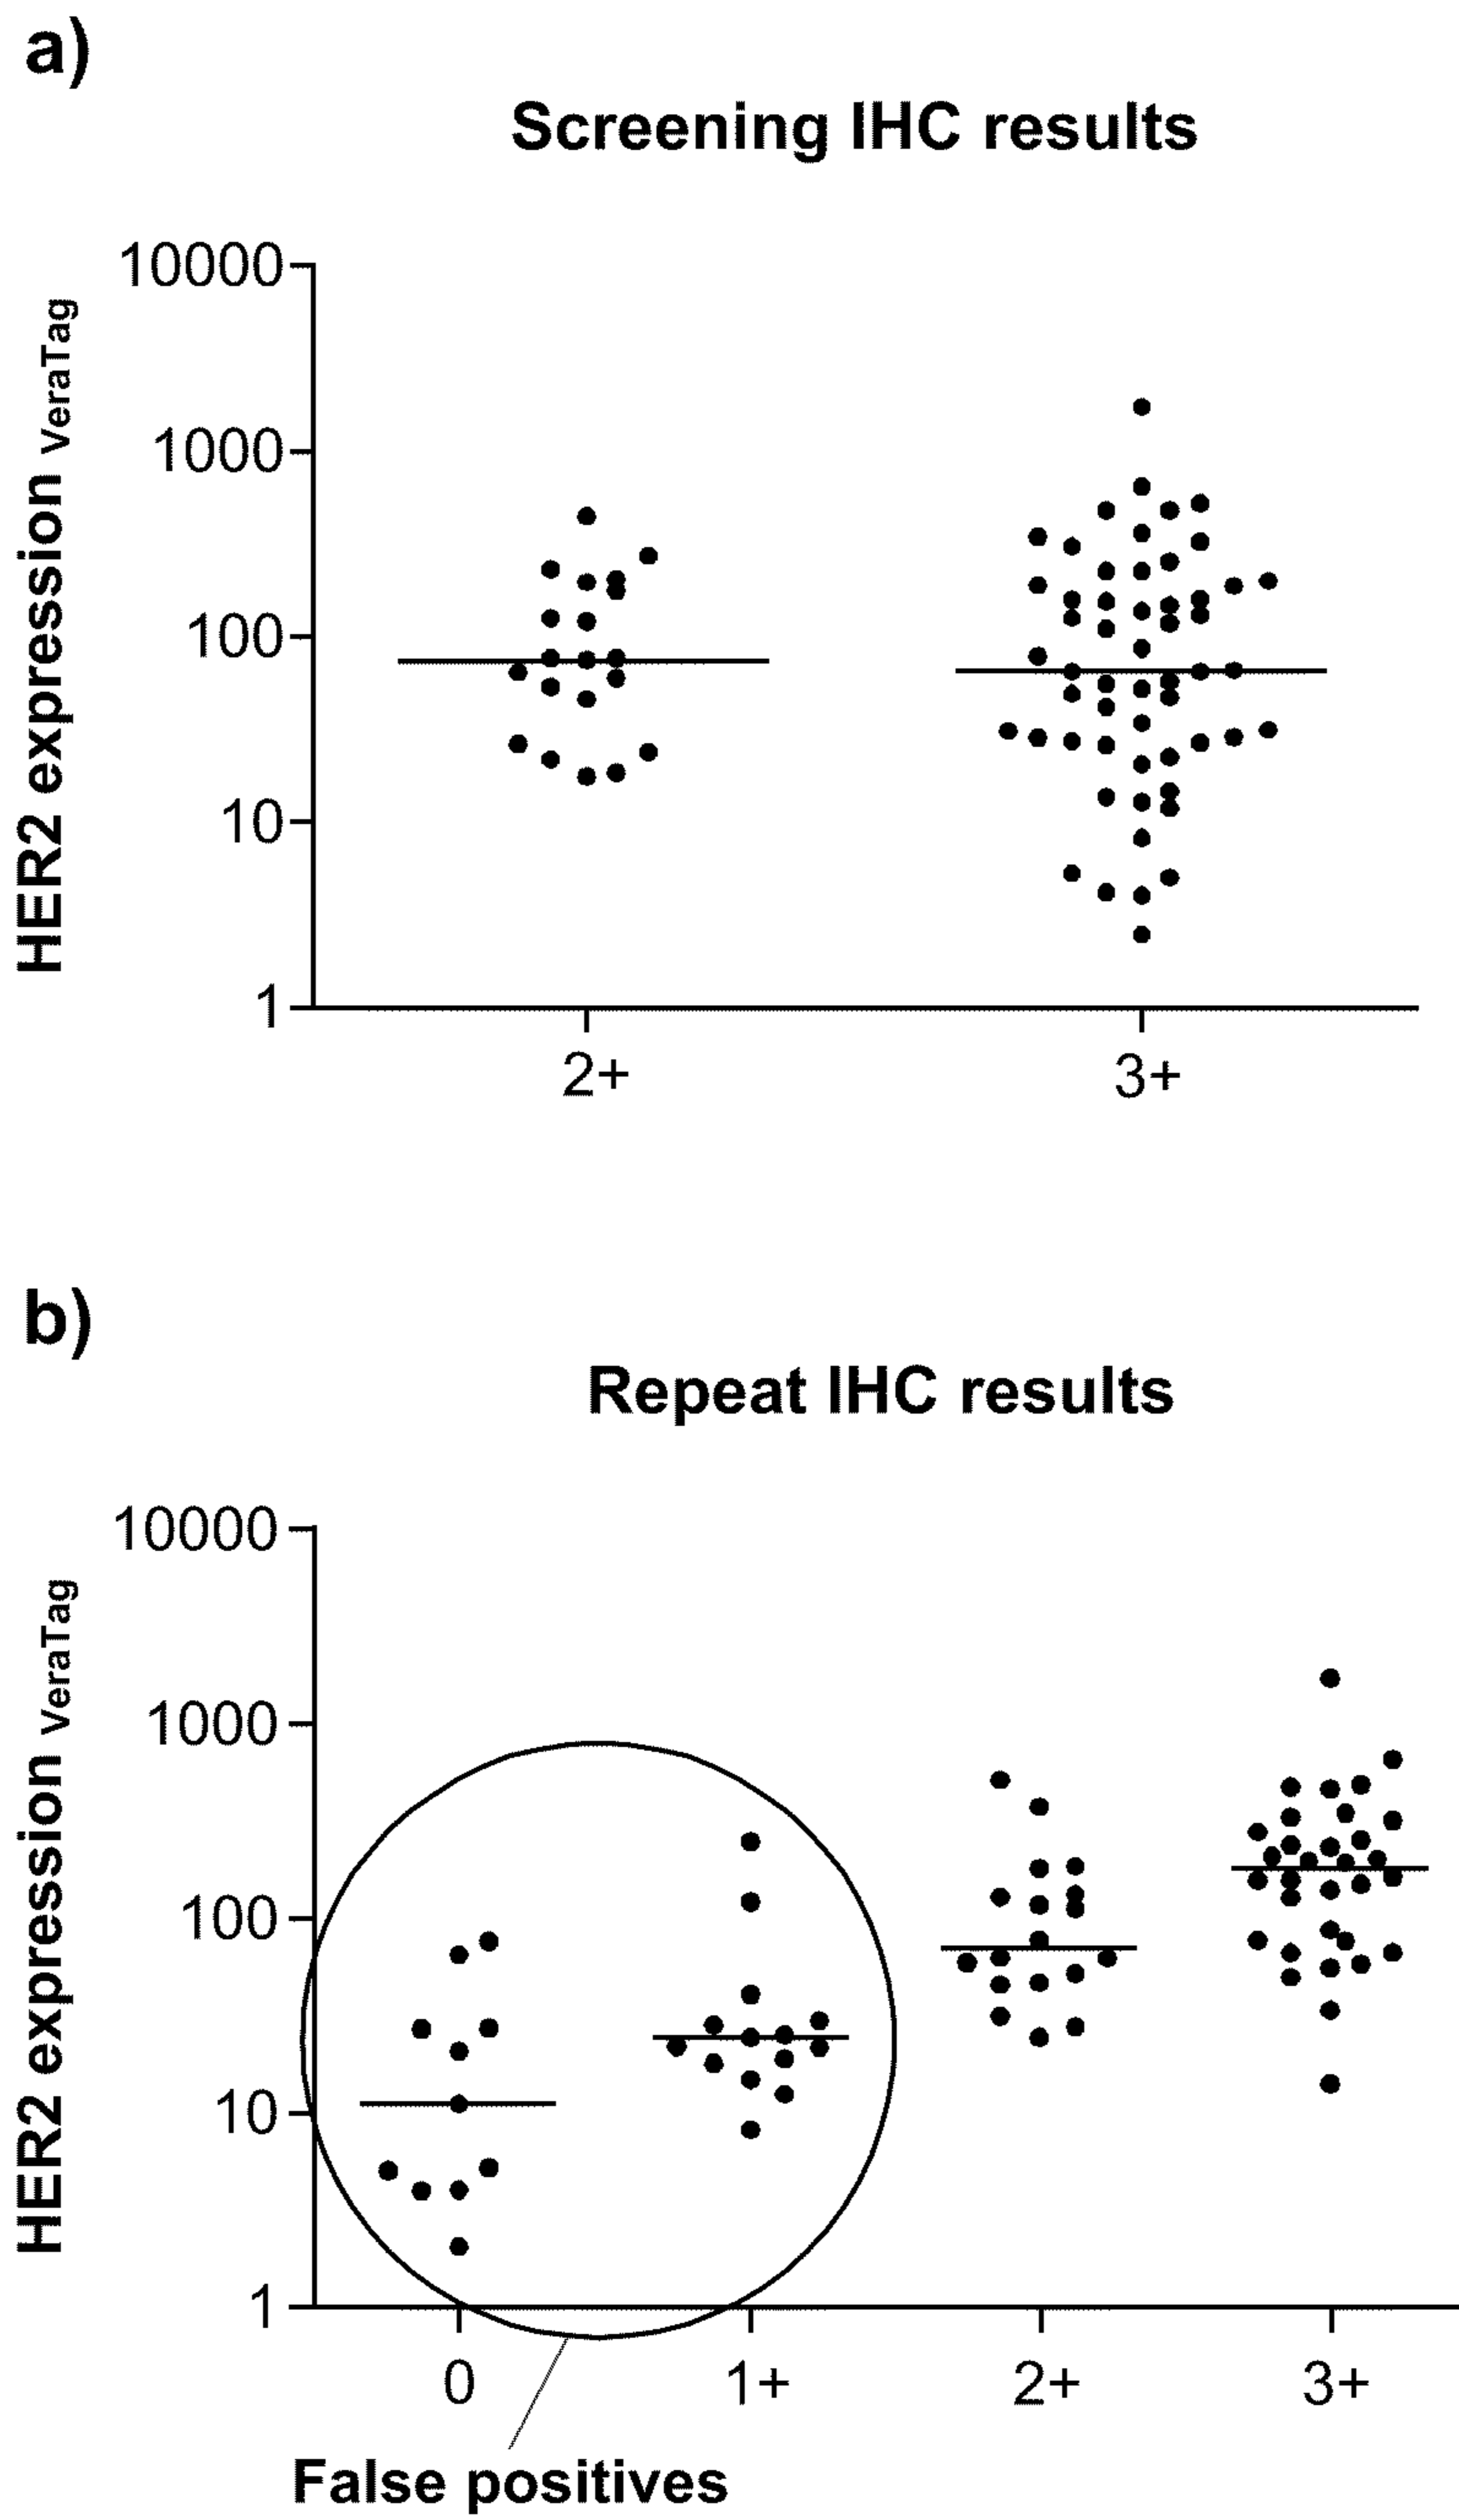 a)
Screening IHC results
HER2 expression VeraTag
10000
1000
100
10
1
2+ 3+
b)
Repeat IHC results
HER2 expression VeraTag
10000
1000
100
10
1
0 1+ 2+ 3+
False positives